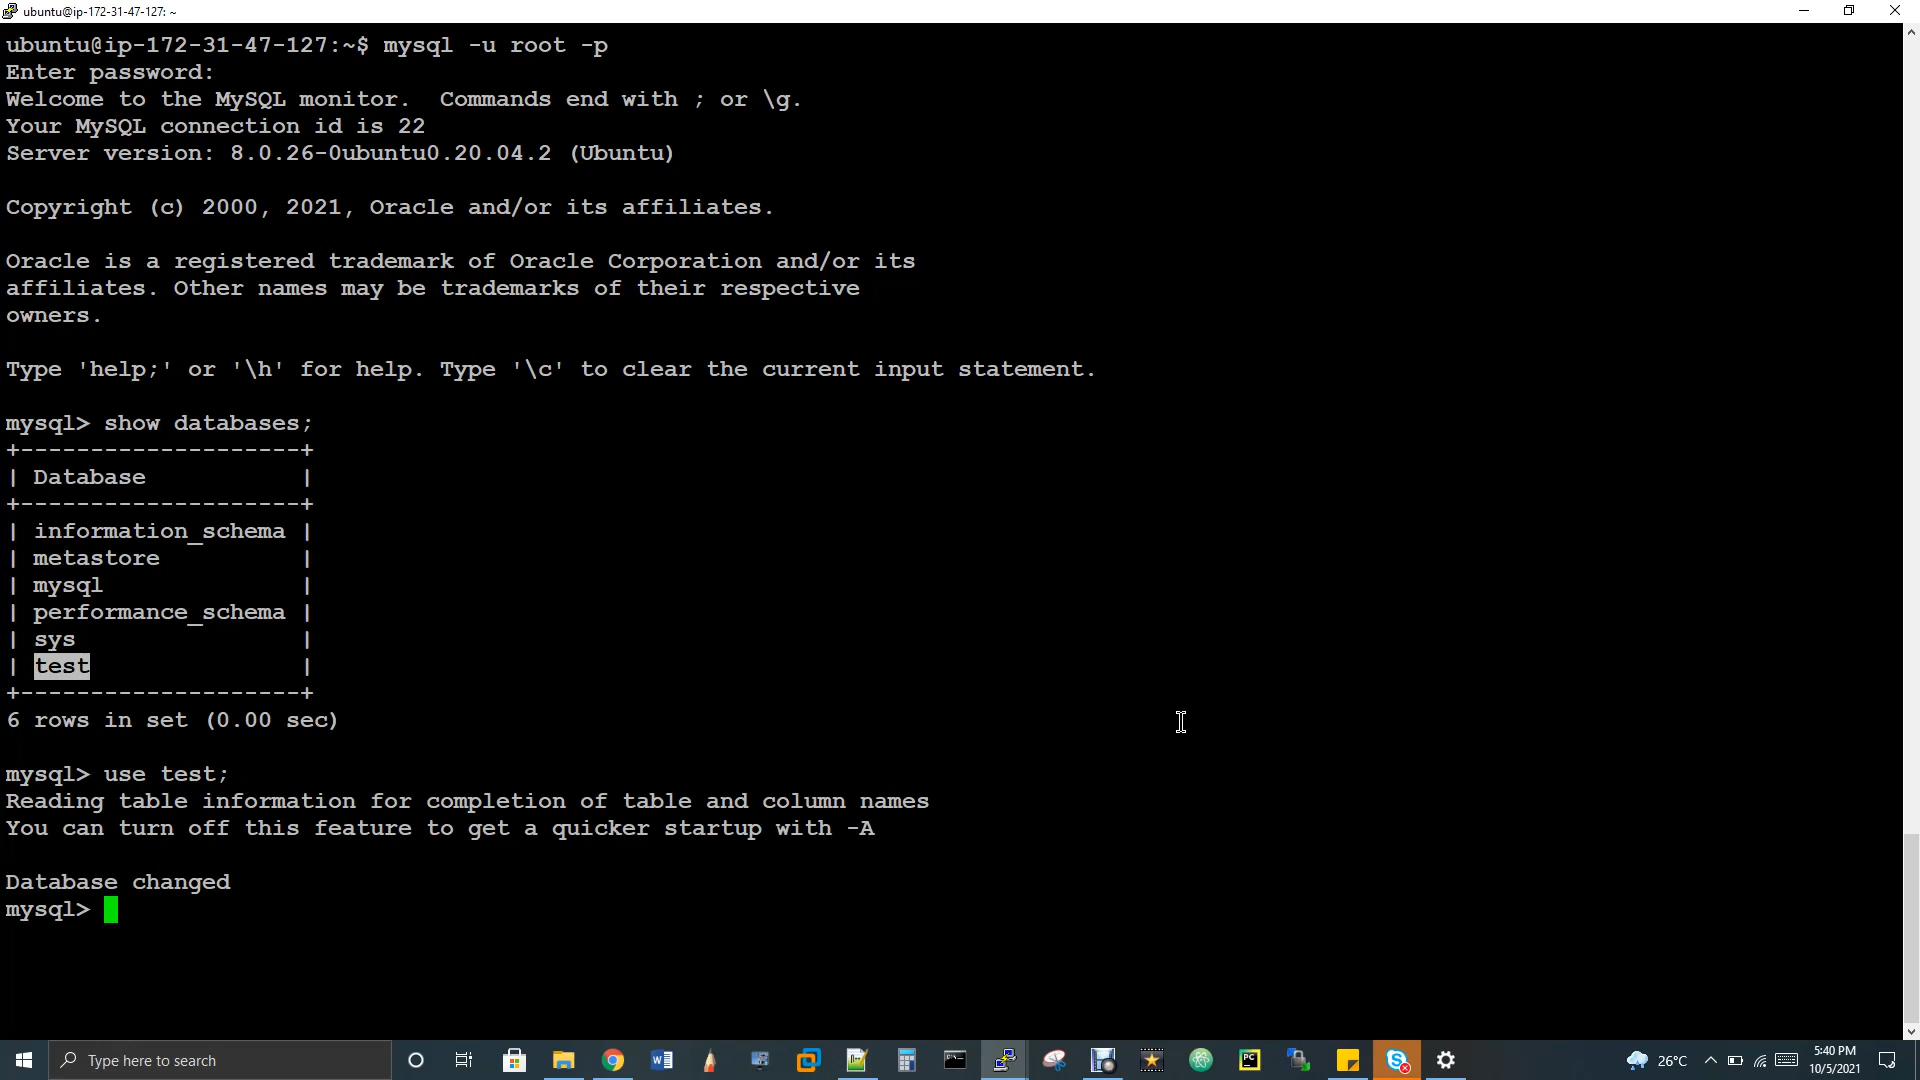 ubuntu@ip-172-31-47-127: ~
ubuntu@ip-172-31-47-127:~$ mysql -u root -p
Enter password:
Welcome to the MySQL monitor.  Commands end with ; or \g.
Your MySQL connection id is 22
Server version: 8.0.26-0ubuntu0.20.04.2 (Ubuntu)
Copyright (c) 2000, 2021, Oracle and/or its affiliates.
Oracle is a registered trademark of Oracle Corporation and/or its
affiliates. Other names may be trademarks of their respective
owners.
Type 'help;' or '\h' for help. Type '\c' to clear the current input statement.
mysql> show databases;
+--------------------+
| Database           |
+--------------------+
| information_schema |
| metastore          |
| mysql              |
| performance_schema |
| sys                |
| test               |
+--------------------+
6 rows in set (0.00 sec)
mysql> use test;
Reading table information for completion of table and column names
You can turn off this feature to get a quicker startup with -A
Database changed
mysql>
Type here to search
26°C
5:40 PM
10/5/2021